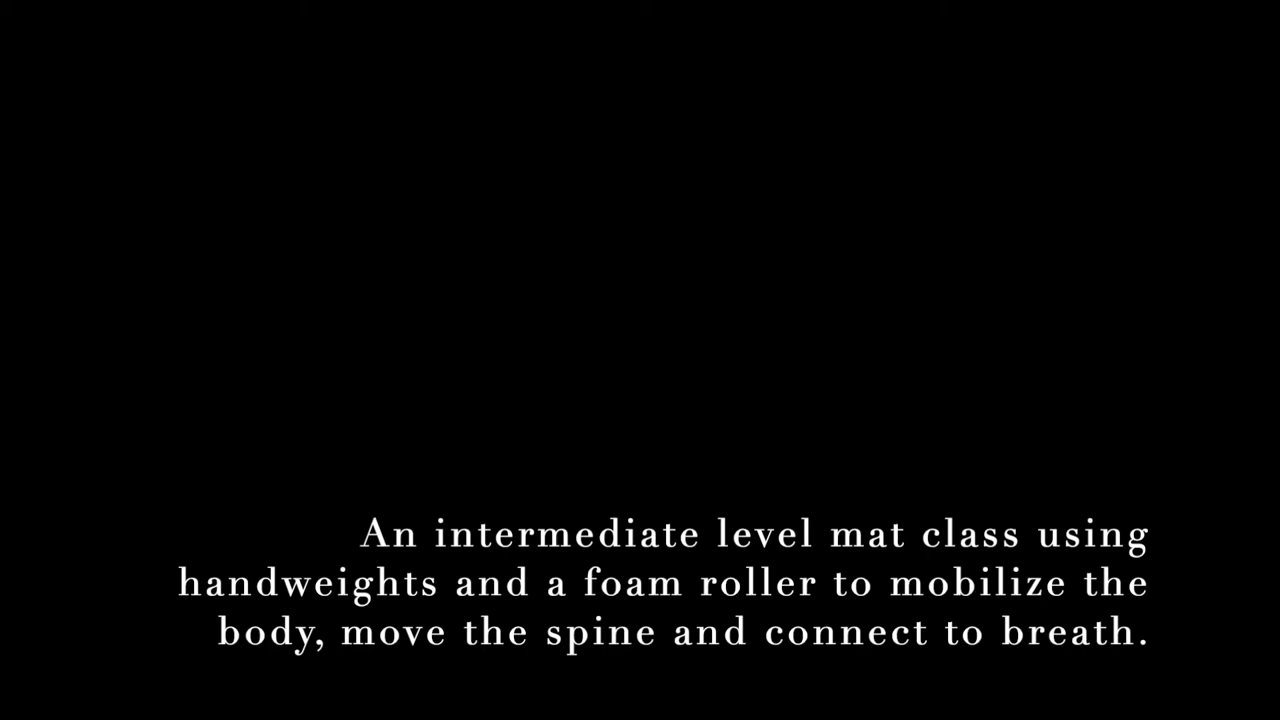 An intermediate level mat class using
handweights and a foam roller to mobilize the
body, move the spine and connect to breath.